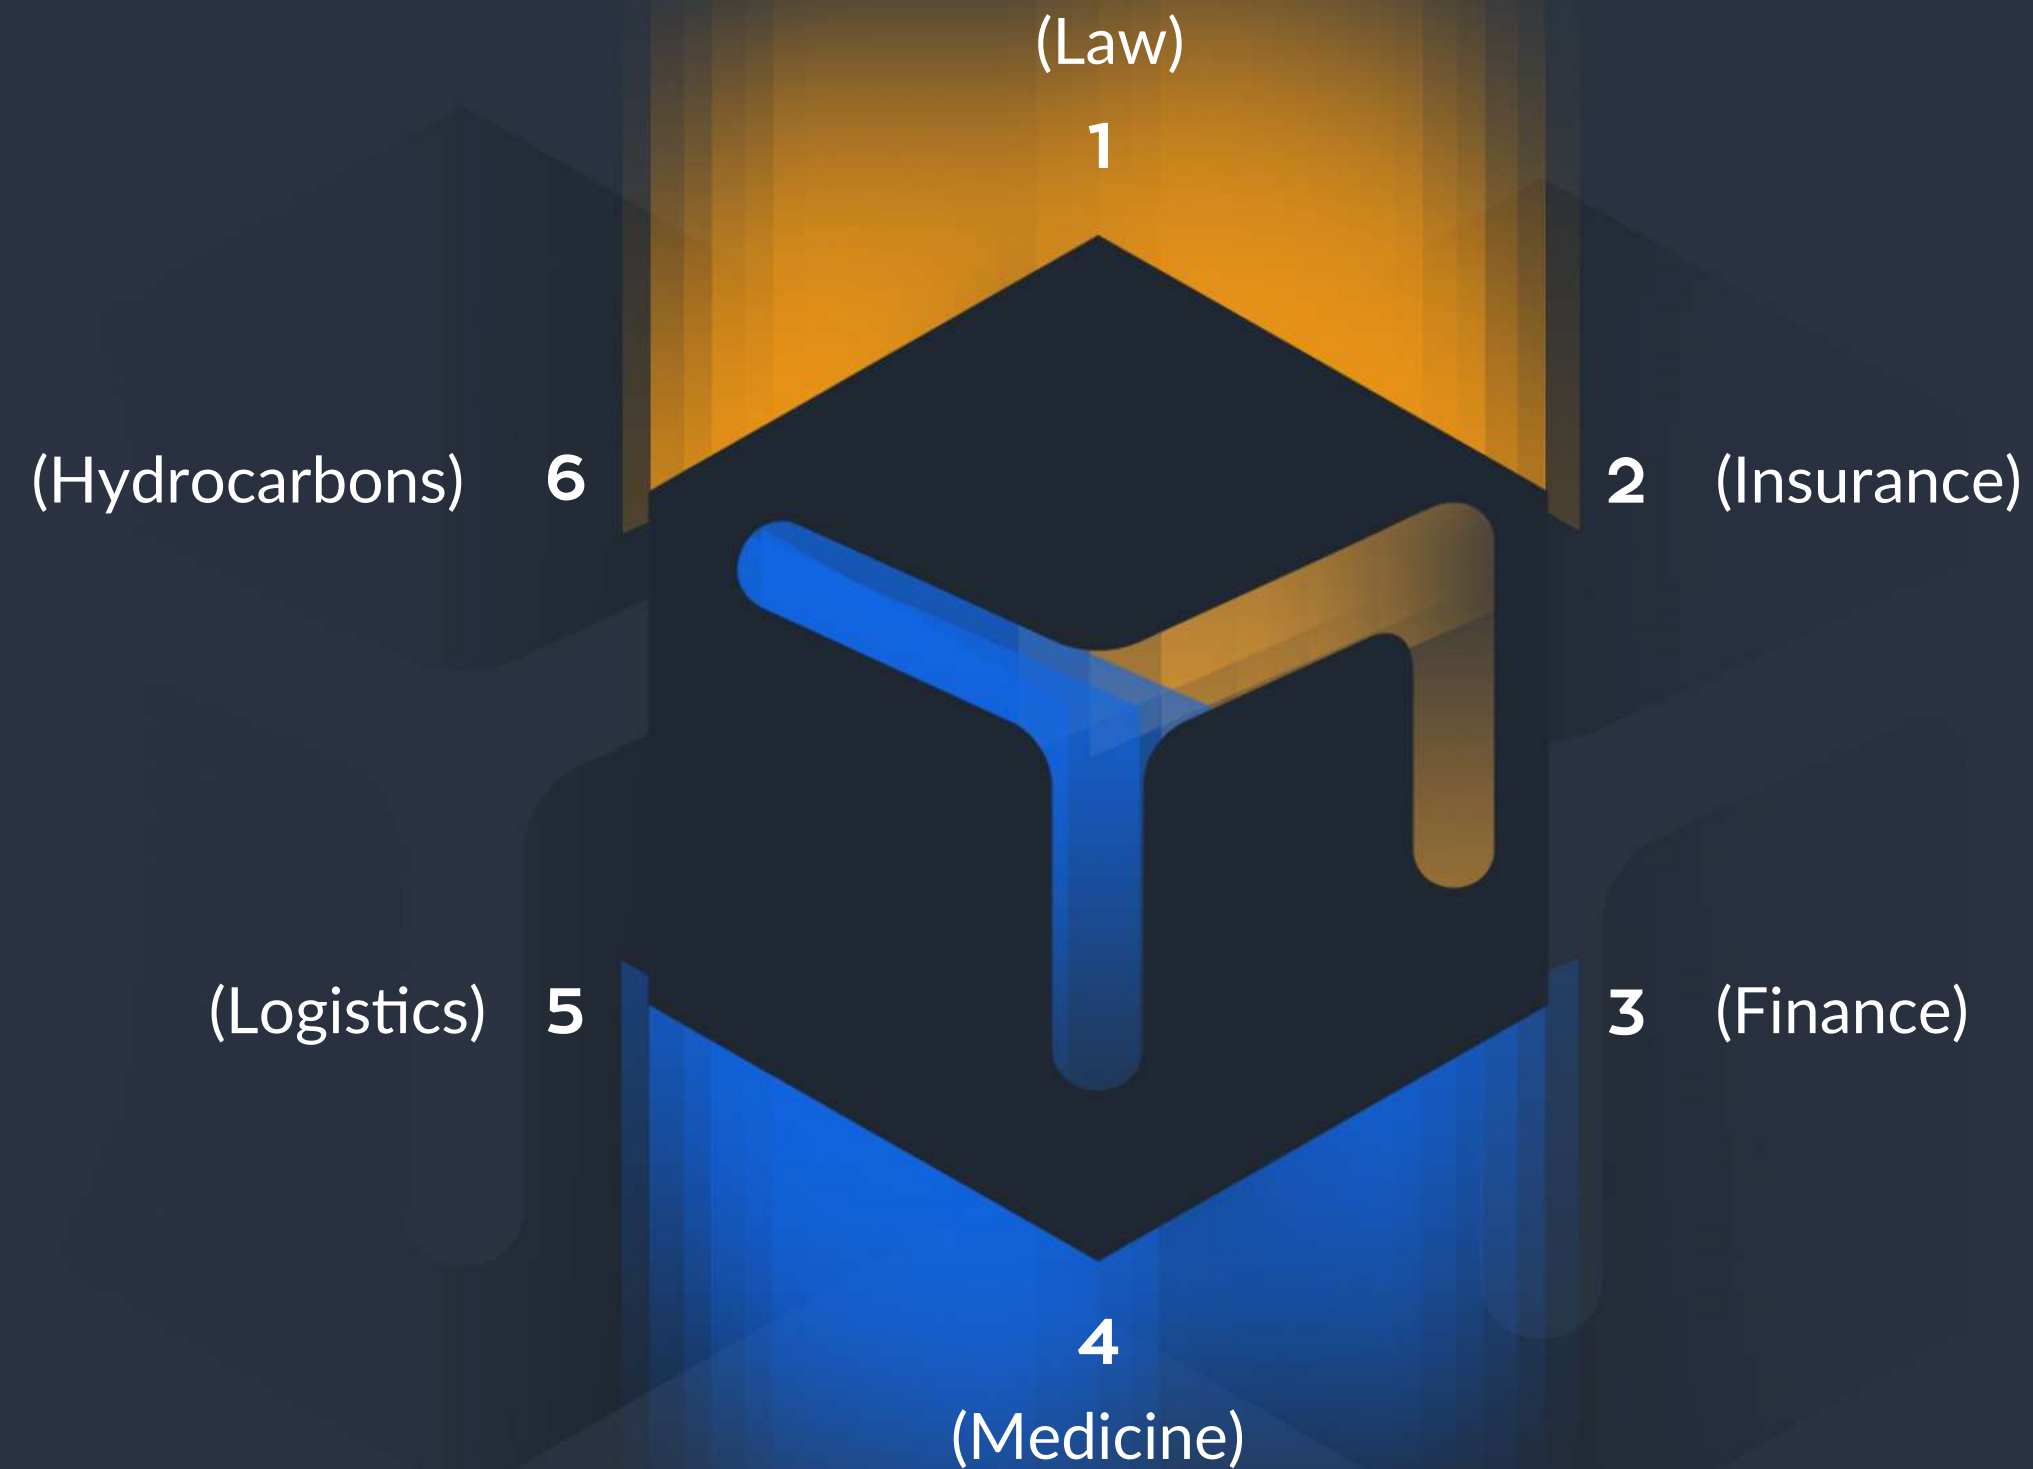 (Law)
1
(Hydrocarbons) 6
2 (Insurance)
(Logistics) 5
3 (Finance)
4
(Medicine)